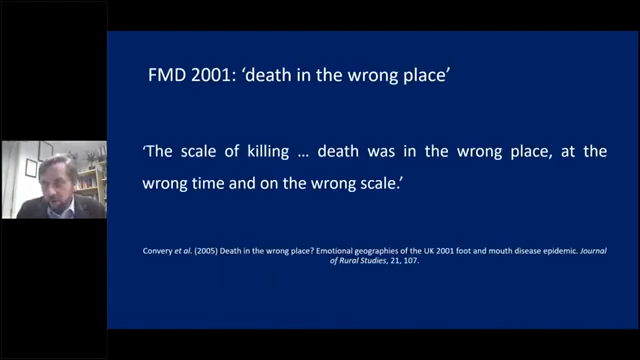 FMD 2001: ‘death in the wrong place’
‘The scale of killing … death was in the wrong place, at the
wrong time and on the wrong scale.’
Convery et al. (2005) Death in the wrong place? Emotional geographies of the UK 2001 foot and mouth disease epidemic. Journal
of Rural Studies, 21, 107.